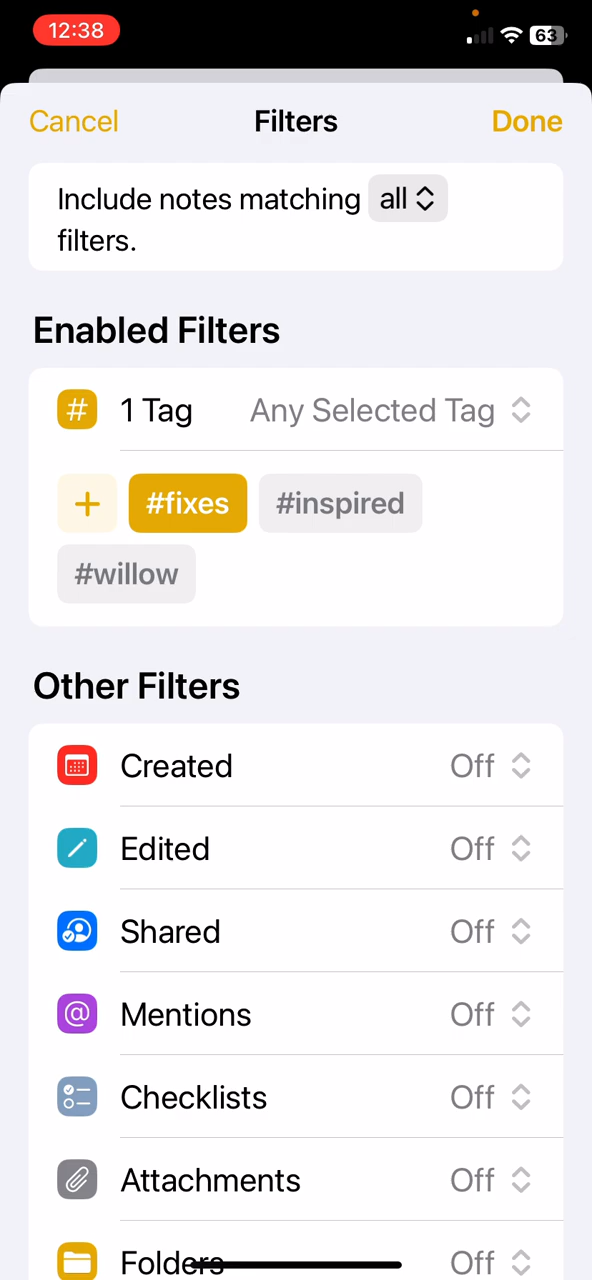 12:38
63
Cancel Filters Done
Include notes matching all
filters.
Enabled Filters
# 1 Tag Any Selected Tag
+ #fixes #inspired
#willow
Other Filters
Created Off
Edited Off
Shared Off
@ Mentions Off
Checklists Off
Attachments Off
Folders Off